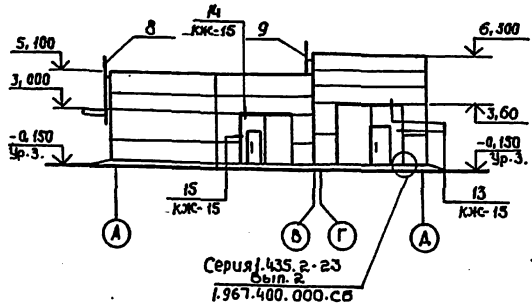 14
КЖ-15
8
9
5,100
6,300
3,000
3,60
-0,150
Ур.З.
-0,150
Ур.З.
15
КЖ-15
13
КЖ-15
А
В
Г
Д
Серия 1.435.2-23
Вып. 2
1.967.400.000.СБ